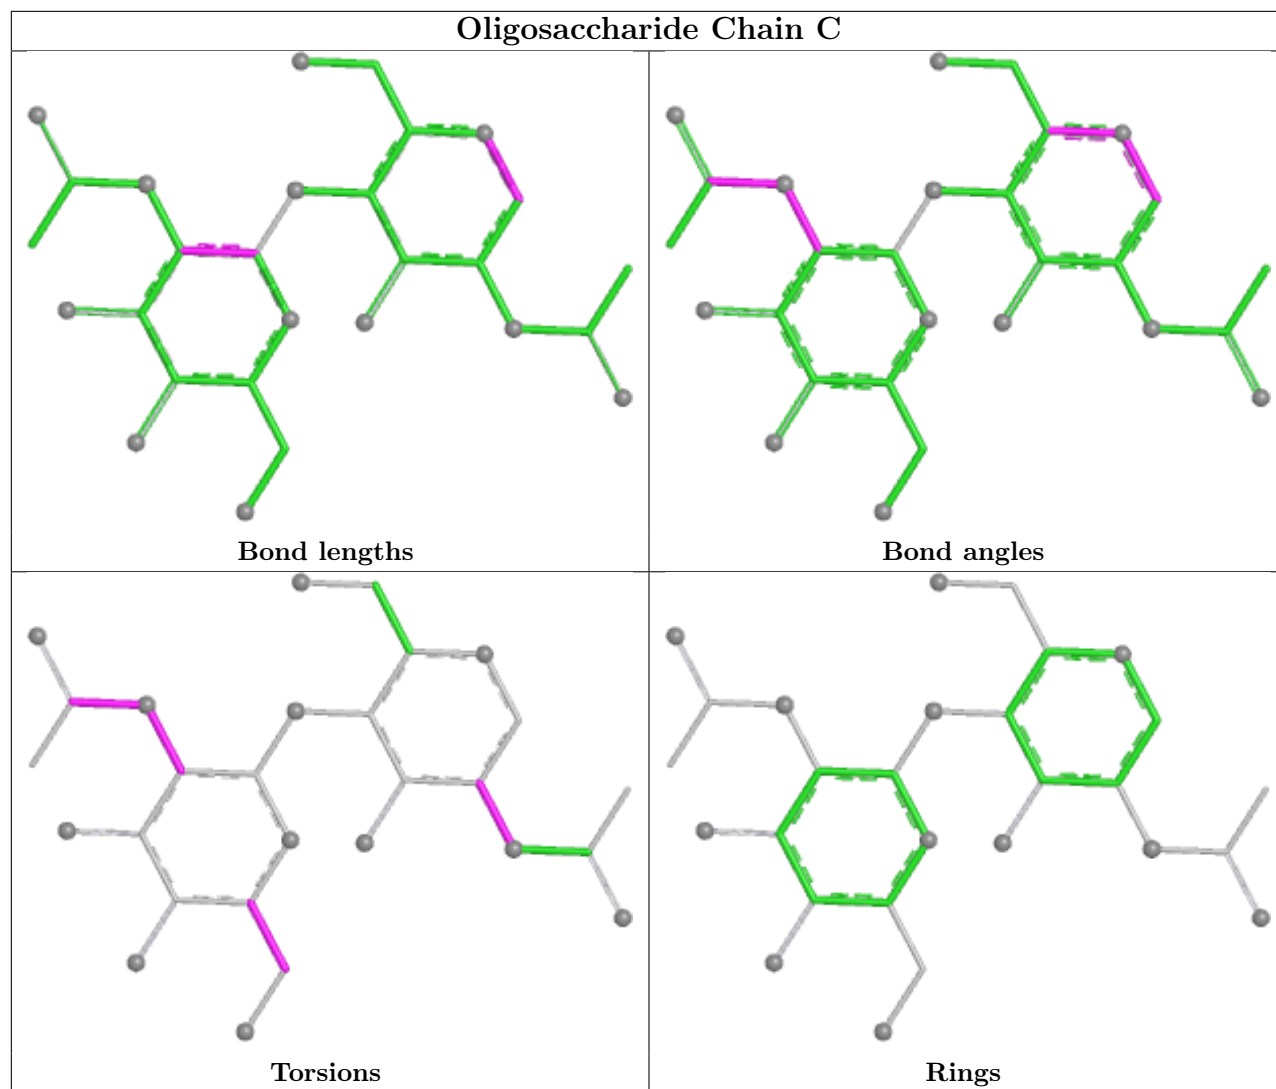 Oligosaccharide Chain C
Bond lengths
Bond angles
Torsions
Rings